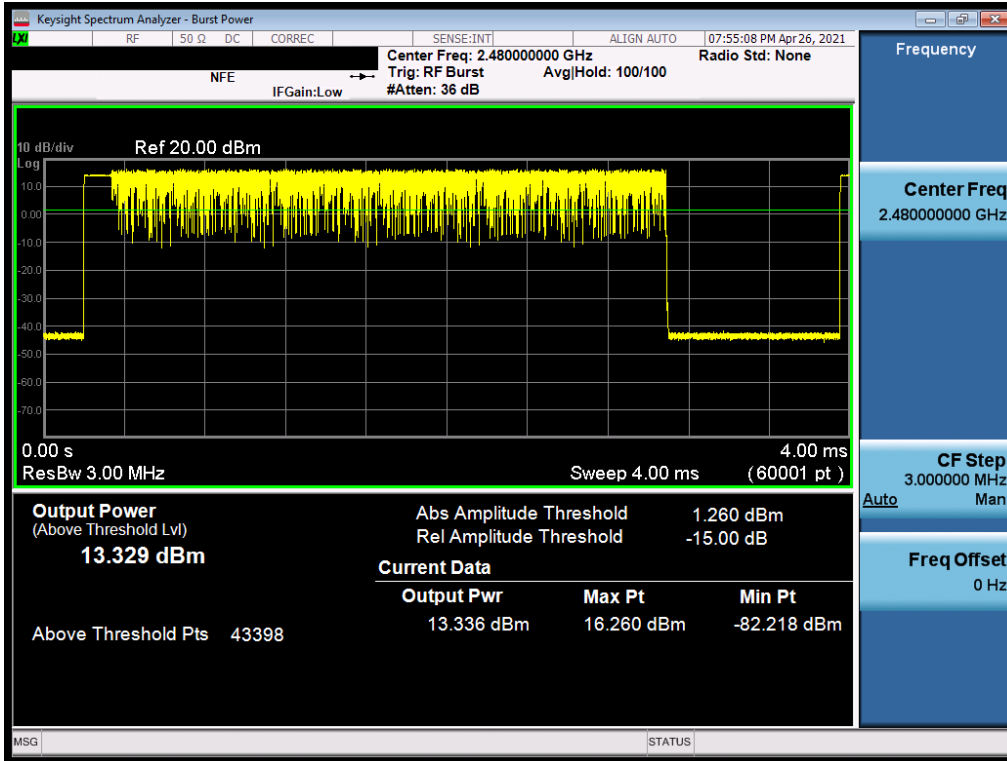 Keysight Spectrum Analyzer - Burst Power
LXI RF 50 Ω DC CORREC SENSE:INT ALIGN AUTO 07:55:08 PM Apr 26, 2021
Center Freq: 2.480000000 GHz Radio Std: None
NFE Trig: RF Burst Avg|Hold: 100/100
IFGain:Low #Atten: 36 dB
10 dB/div Ref 20.00 dBm
Log
10.0
0.00
-10.0
-20.0
-30.0
-40.0
-50.0
-60.0
-70.0
0.00 s 4.00 ms
ResBw 3.00 MHz Sweep 4.00 ms (60001 pt)
Output Power
(Above Threshold Lvl)
13.329 dBm
Above Threshold Pts 43398
Abs Amplitude Threshold 1.260 dBm
Rel Amplitude Threshold -15.00 dB
Current Data
Output Pwr Max Pt Min Pt
13.336 dBm 16.260 dBm -82.218 dBm
Frequency
Center Freq
2.480000000 GHz
CF Step
3.000000 MHz
Auto Man
Freq Offset
0 Hz
MSG STATUS